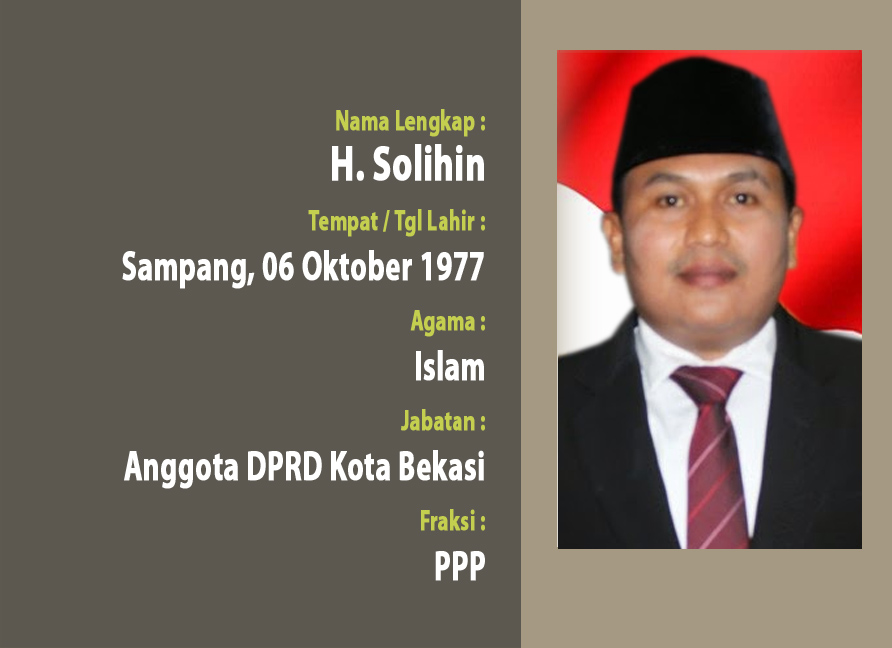 Nama Lengkap :
H. Solihin
Tempat / Tgl Lahir :
Sampang, 06 Oktober 1977
Agama :
Islam
Jabatan :
Anggota DPRD Kota Bekasi
Fraksi :
PPP